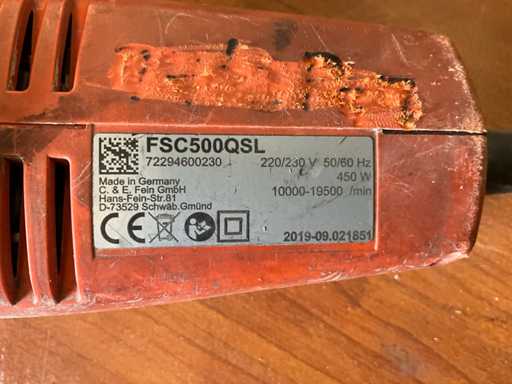 FSC500QSL
72294600230 220/230 V 50/60 Hz
450 W
Made in Germany
C. & E. Fein GmbH 10000-19500 /min
Hans-Fein-Str.81
D-73529 Schwäb.Gmünd
CE
2019-09.021851